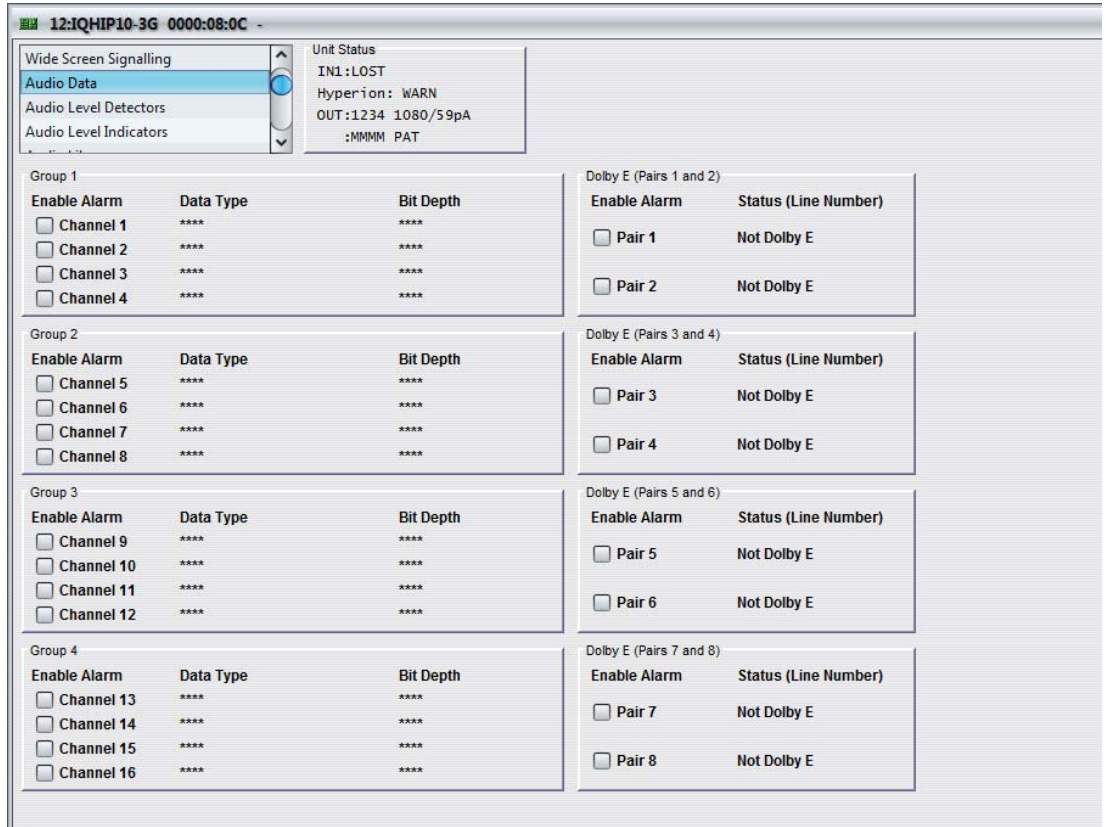 12:IQHIP10-3G 0000:08:0C -
Wide Screen Signalling
Audio Data
Audio Level Detectors
Audio Level Indicators
Unit Status
IN1:LOST
Hyperion: WARN
OUT:1234 1080/59pA
:MMMM PAT
Group 1
Enable Alarm Data Type Bit Depth
Channel 1 **** ****
Channel 2 **** ****
Channel 3 **** ****
Channel 4 **** ****
Dolby E (Pairs 1 and 2)
Enable Alarm Status (Line Number)
Pair 1 Not Dolby E
Pair 2 Not Dolby E
Group 2
Enable Alarm Data Type Bit Depth
Channel 5 **** ****
Channel 6 **** ****
Channel 7 **** ****
Channel 8 **** ****
Dolby E (Pairs 3 and 4)
Enable Alarm Status (Line Number)
Pair 3 Not Dolby E
Pair 4 Not Dolby E
Group 3
Enable Alarm Data Type Bit Depth
Channel 9 **** ****
Channel 10 **** ****
Channel 11 **** ****
Channel 12 **** ****
Dolby E (Pairs 5 and 6)
Enable Alarm Status (Line Number)
Pair 5 Not Dolby E
Pair 6 Not Dolby E
Group 4
Enable Alarm Data Type Bit Depth
Channel 13 **** ****
Channel 14 **** ****
Channel 15 **** ****
Channel 16 **** ****
Dolby E (Pairs 7 and 8)
Enable Alarm Status (Line Number)
Pair 7 Not Dolby E
Pair 8 Not Dolby E